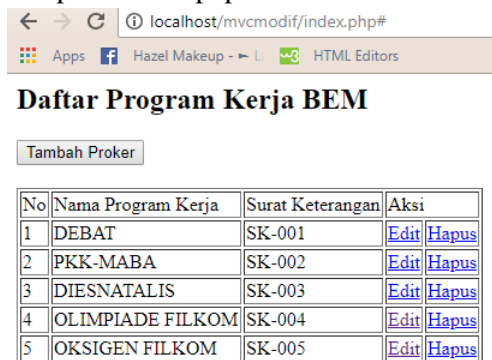 localhost/mvcmodif/index.php#
Apps Hazel Makeup - ► L HTML Editors
Daftar Program Kerja BEM
Tambah Proker
No Nama Program Kerja Surat Keterangan Aksi
1 DEBAT SK-001 Edit Hapus
2 PKK-MABA SK-002 Edit Hapus
3 DIESNATALIS SK-003 Edit Hapus
4 OLIMPIADE FILKOM SK-004 Edit Hapus
5 OKSIGEN FILKOM SK-005 Edit Hapus